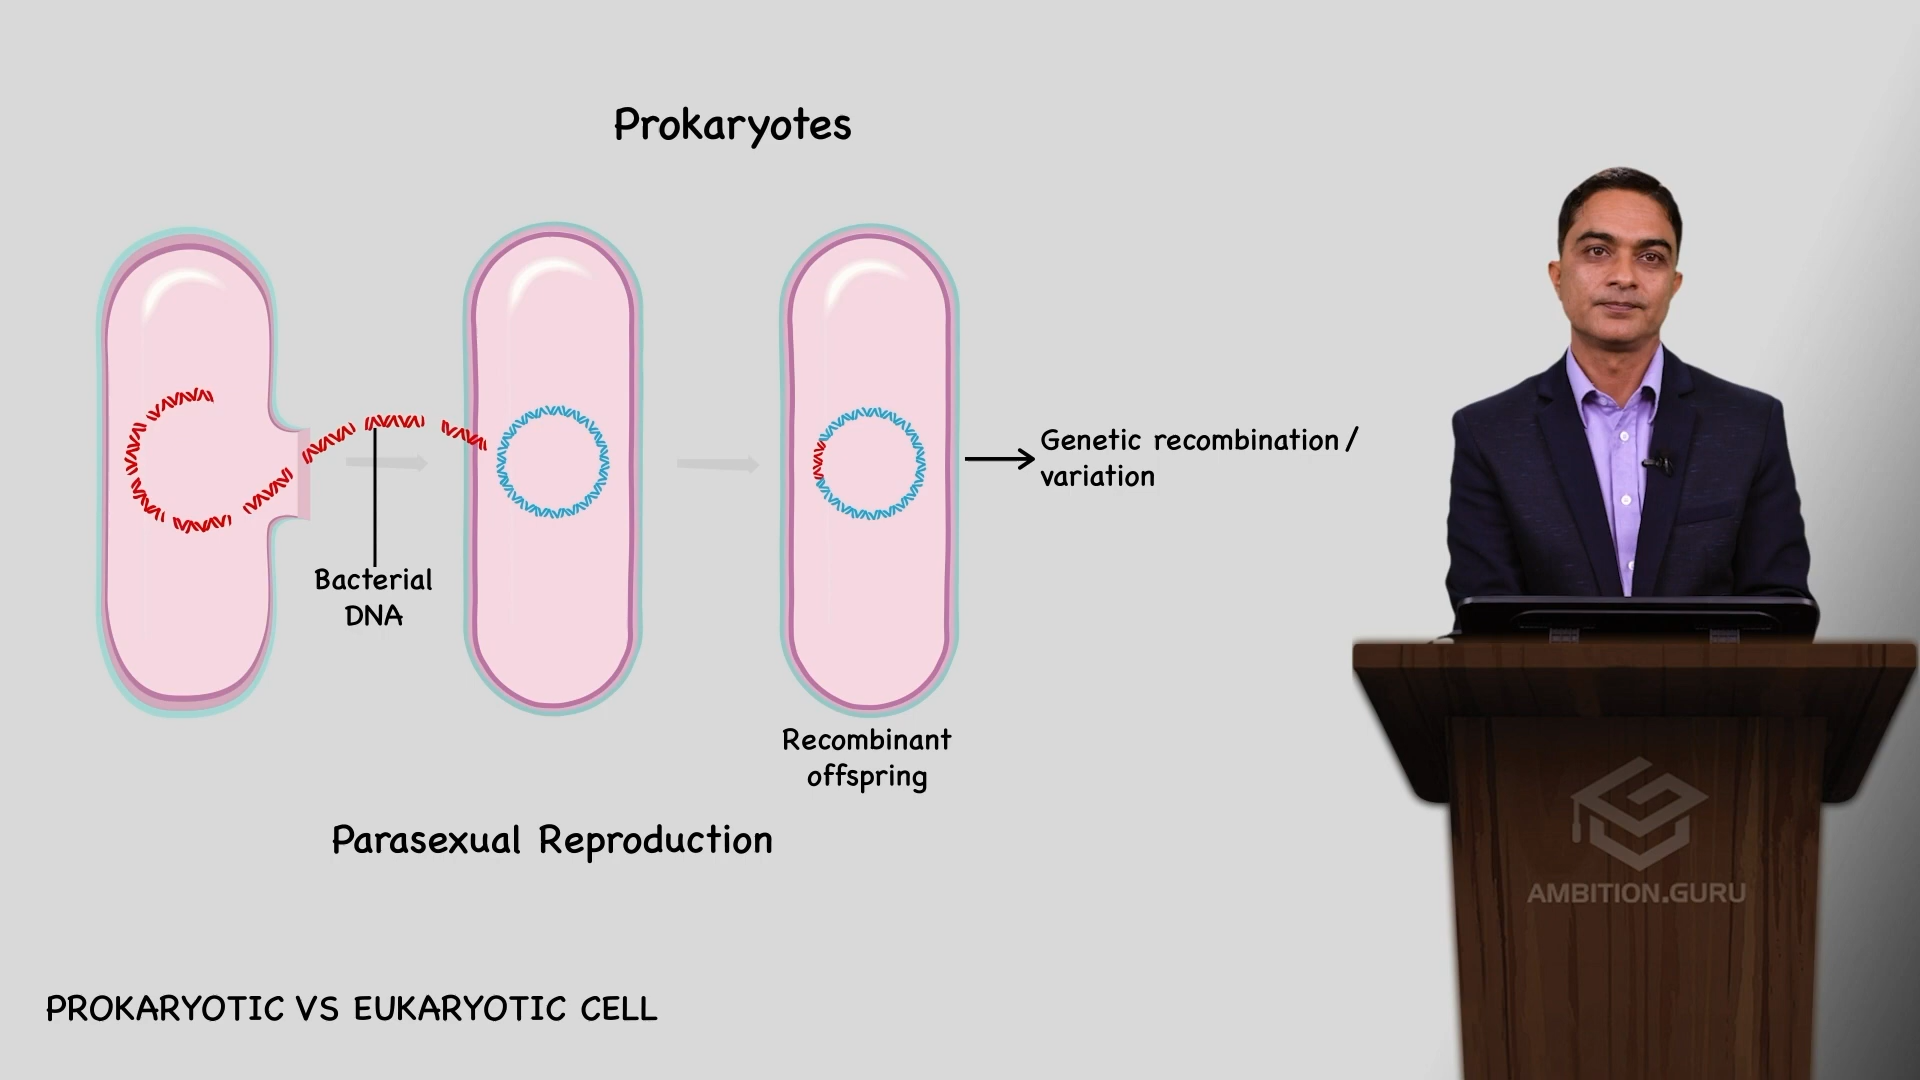 Prokaryotes
Genetic recombination/
variation
Bacterial
DNA
Recombinant
offspring
Parasexual Reproduction
AMBITION.GURU
PROKARYOTIC VS EUKARYOTIC CELL